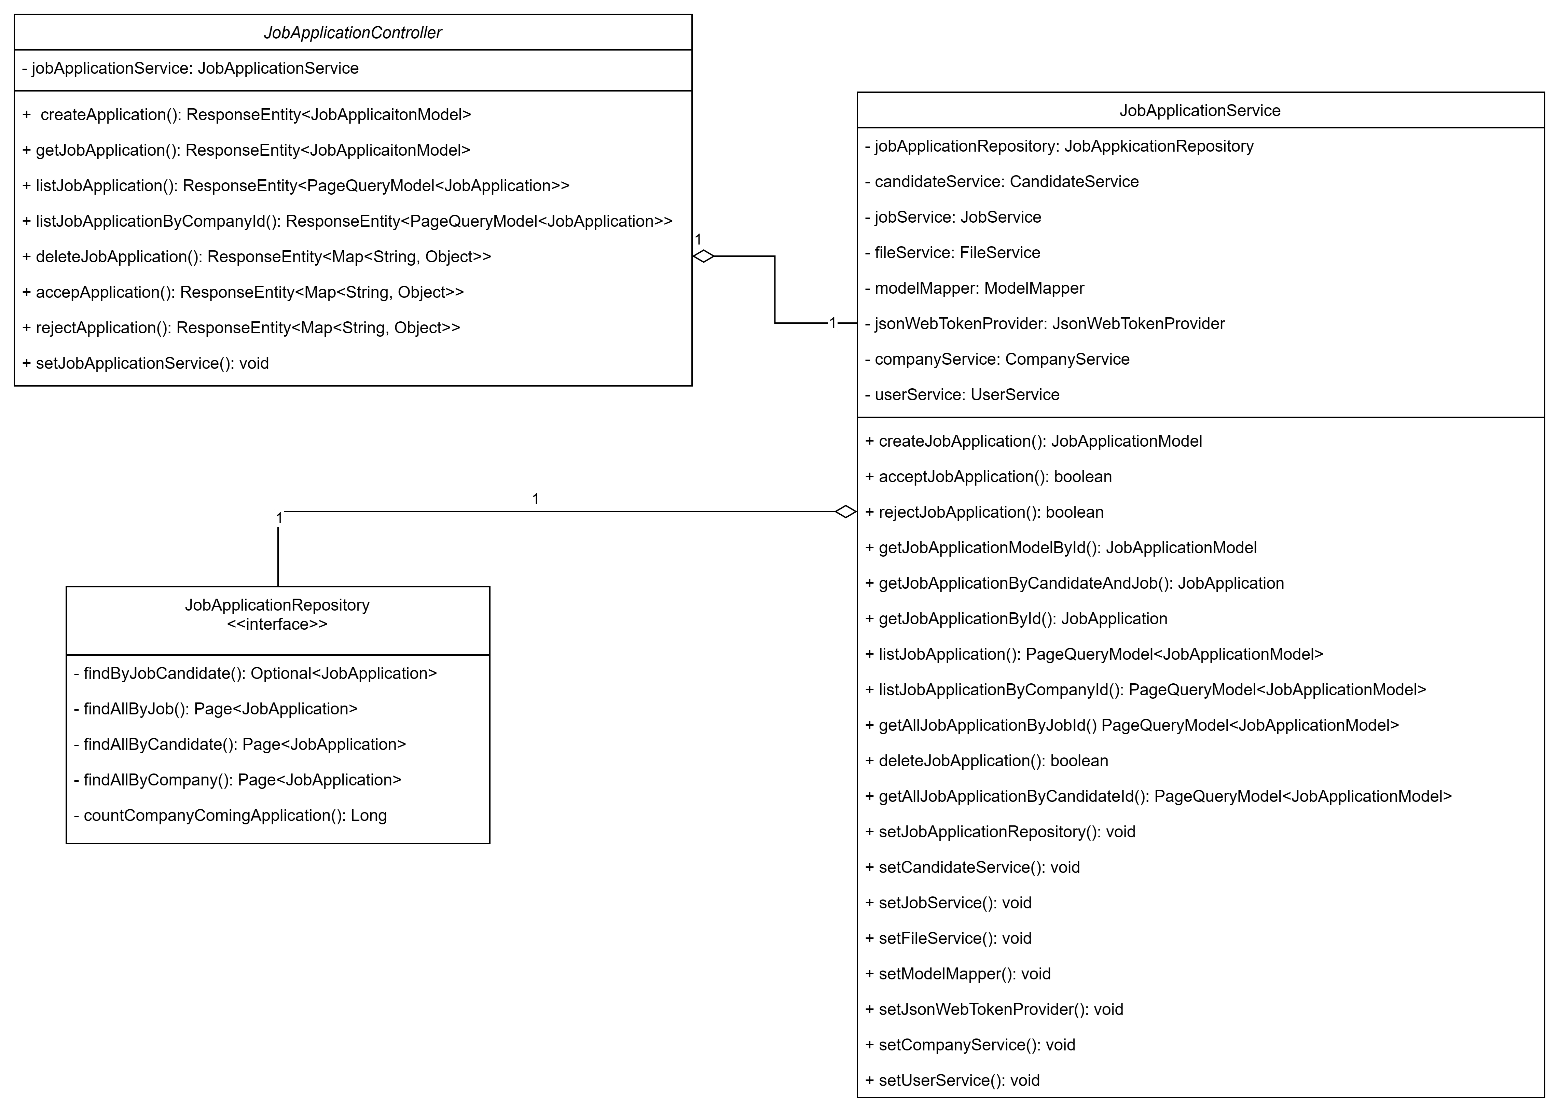 JobApplicationController
- jobApplicationService: JobApplicationService
+  createApplication(): ResponseEntity<JobApplicaitonModel>
+ getJobApplication(): ResponseEntity<JobApplicaitonModel>
+ listJobApplication(): ResponseEntity<PageQueryModel<JobApplication>>
+ listJobApplicationByCompanyId(): ResponseEntity<PageQueryModel<JobApplication>>
+ deleteJobApplication(): ResponseEntity<Map<String, Object>>
+ accepApplication(): ResponseEntity<Map<String, Object>>
+ rejectApplication(): ResponseEntity<Map<String, Object>>
+ setJobApplicationService(): void
1
1
JobApplicationService
- jobApplicationRepository: JobAppkicationRepository
- candidateService: CandidateService
- jobService: JobService
- fileService: FileService
- modelMapper: ModelMapper
- jsonWebTokenProvider: JsonWebTokenProvider
- companyService: CompanyService
- userService: UserService
+ createJobApplication(): JobApplicationModel
+ acceptJobApplication(): boolean
+ rejectJobApplication(): boolean
+ getJobApplicationModelById(): JobApplicationModel
+ getJobApplicationByCandidateAndJob(): JobApplication
+ getJobApplicationById(): JobApplication
+ listJobApplication(): PageQueryModel<JobApplicationModel>
+ listJobApplicationByCompanyId(): PageQueryModel<JobApplicationModel>
+ getAllJobApplicationByJobId() PageQueryModel<JobApplicationModel>
+ deleteJobApplication(): boolean
+ getAllJobApplicationByCandidateId(): PageQueryModel<JobApplicationModel>
+ setJobApplicationRepository(): void
+ setCandidateService(): void
+ setJobService(): void
+ setFileService(): void
+ setModelMapper(): void
+ setJsonWebTokenProvider(): void
+ setCompanyService(): void
+ setUserService(): void
1
1
JobApplicationRepository
<<interface>>
- findByJobCandidate(): Optional<JobApplication>
- findAllByJob(): Page<JobApplication>
- findAllByCandidate(): Page<JobApplication>
- findAllByCompany(): Page<JobApplication>
- countCompanyComingApplication(): Long